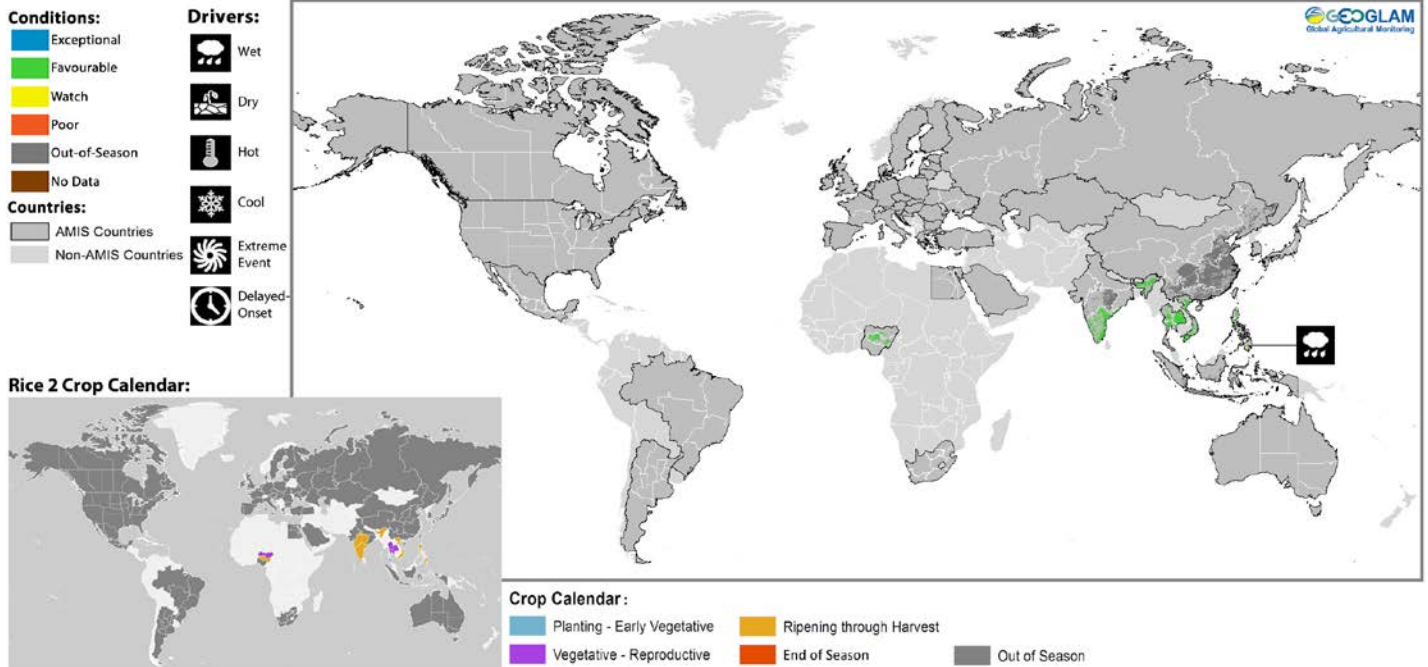 Conditions:
Exceptional
Favourable
Watch
Poor
Out-of-Season
No Data
Countries:
AMIS Countries
Non-AMIS Countries
Drivers:
Wet
Dry
Hot
Cool
Extreme
Event
Delayed-
Onset
GEOGLAM
Global Agricultural Monitoring
Rice 2 Crop Calendar:
Crop Calendar :
Planting - Early Vegetative
Vegetative - Reproductive
Ripening through Harvest
End of Season
Out of Season